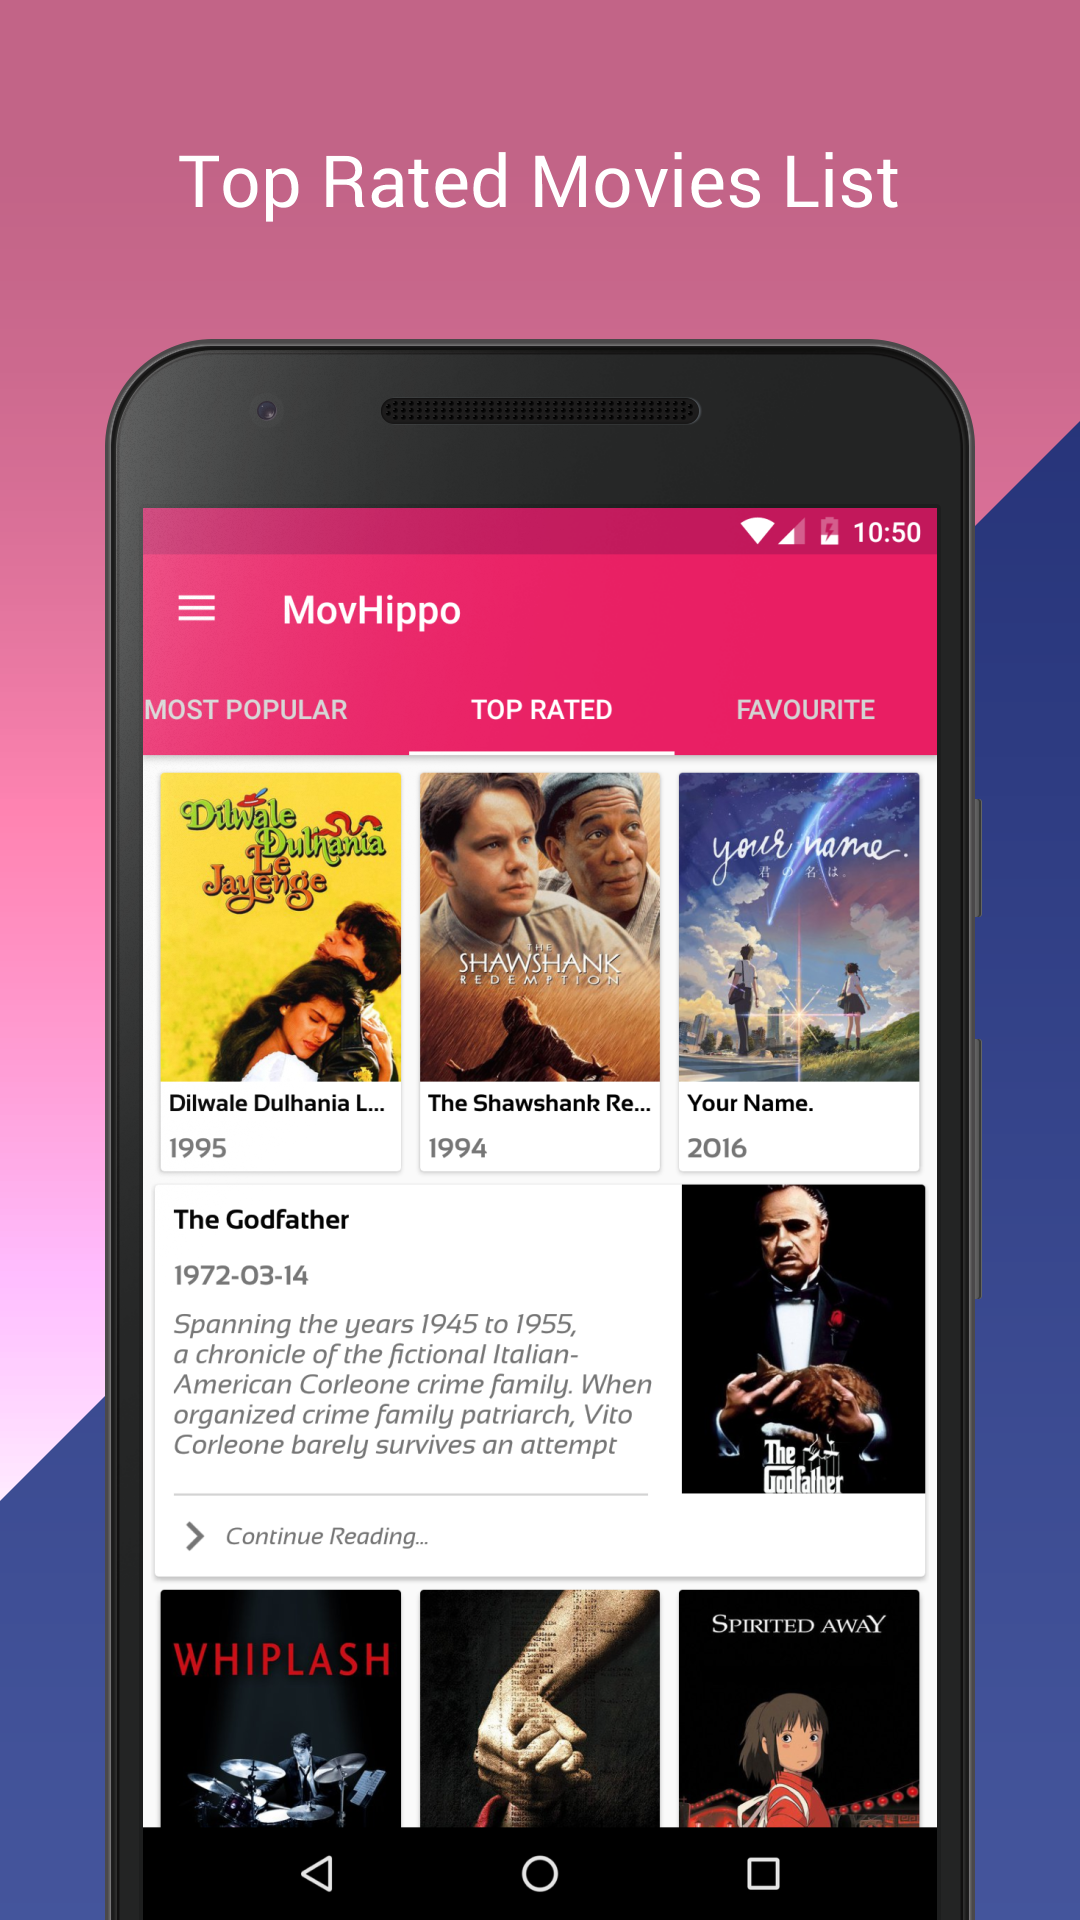 Top Rated Movies List
10:50
MovHippo
MOST POPULAR
TOP RATED
FAVOURITE
Dilwale
Dulhania
Le
Jayenge
THE
SHAWSHANK
REDEMPTION
your name.
君の名は。
Dilwale Dulhania L...
The Shawshank Re...
Your Name.
1995
1994
2016
The Godfather
1972-03-14
Spanning the years 1945 to 1955,
a chronicle of the fictional Italian-
American Corleone crime family. When
organized crime family patriarch, Vito
Corleone barely survives an attempt
The
Godfather
Continue Reading...
WHIPLASH
SPIRITED AWAY